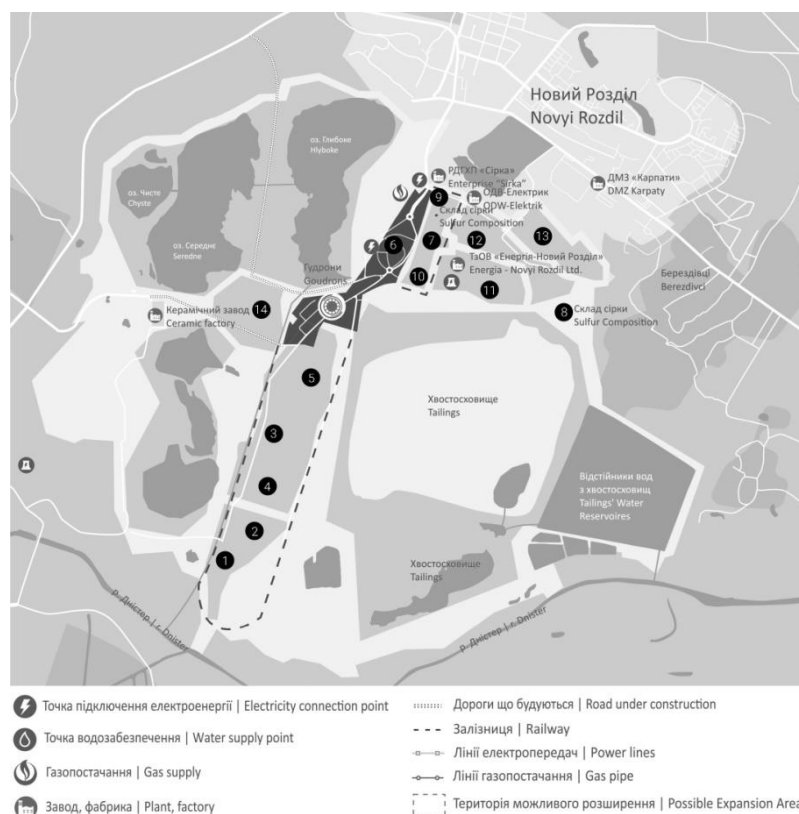 Новий Розділ
Novyi Rozdil
оз. Глибоке
Hlyboke
РДГХП «Сірка»
Enterprise "Sirka"
ДМЗ «Карпати»
DMZ Karpaty
ОДВ-Електрик
ODW-Elektrik
оз. Чисте
Chyste
9
Склад сірки
Sulfur Composition
оз. Середнє
Seredne
6
7
12
13
ТзОВ «Енергія-Новий Розділ»
Energia - Novyi Rozdil Ltd.
Гудрони
Goudrons
10
11
Берездівці
Berezdivci
Керамічний завод
Ceramic factory
14
8
Склад сірки
Sulfur Composition
5
Хвостосховище
Tailings
3
4
Відстійники вод
з хвостосховищ
Tailings' Water
Reservoires
2
1
Хвостосховище
Tailings
р. Дністер | r. Dnister
р. Дністер | r. Dnister
Точка підключення електроенергії | Electricity connection point
Точка водозабезпечення | Water supply point
Газопостачання | Gas supply
Завод, фабрика | Plant, factory
Дороги що будуються | Road under construction
Залізниця | Railway
Лінії електропередач | Power lines
Лінії газопостачання | Gas pipe
Територія можливого розширення | Possible Expansion Area